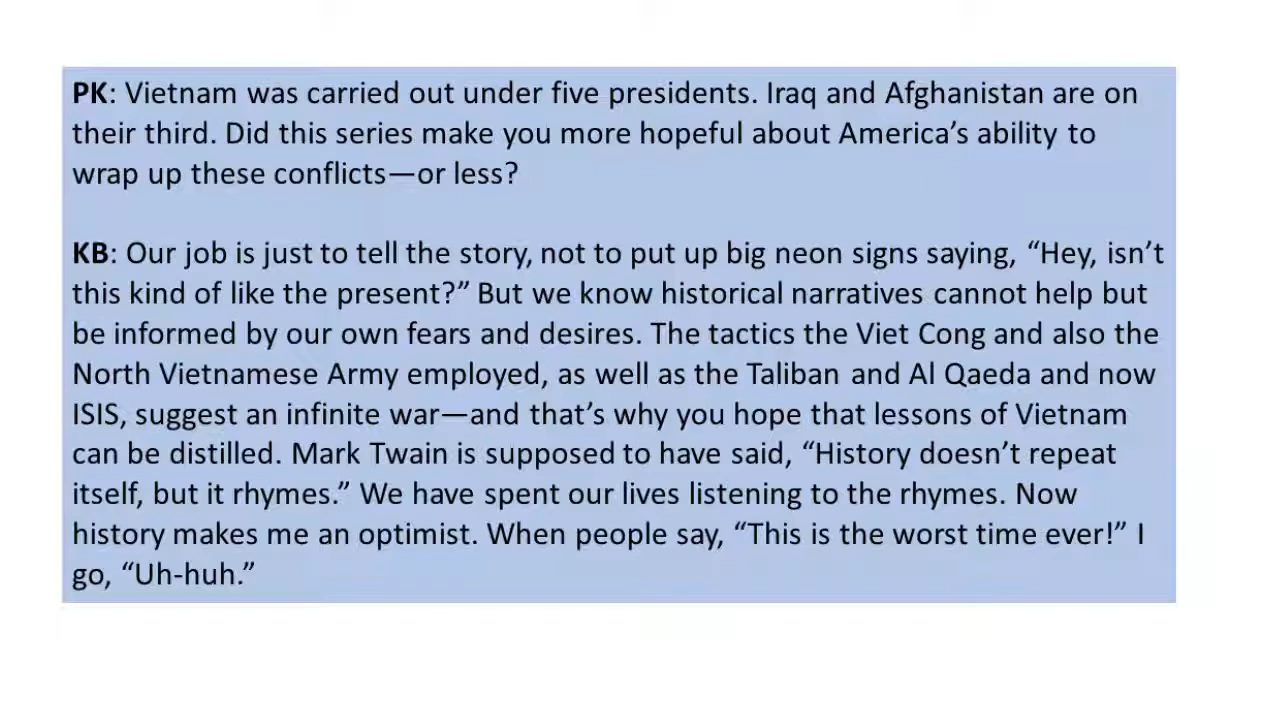 PK: Vietnam was carried out under five presidents. Iraq and Afghanistan are on
their third. Did this series make you more hopeful about America’s ability to
wrap up these conflicts—or less?
KB: Our job is just to tell the story, not to put up big neon signs saying, “Hey, isn’t
this kind of like the present?” But we know historical narratives cannot help but
be informed by our own fears and desires. The tactics the Viet Cong and also the
North Vietnamese Army employed, as well as the Taliban and Al Qaeda and now
ISIS, suggest an infinite war—and that’s why you hope that lessons of Vietnam
can be distilled. Mark Twain is supposed to have said, “History doesn’t repeat
itself, but it rhymes.” We have spent our lives listening to the rhymes. Now
history makes me an optimist. When people say, “This is the worst time ever!” I
go, “Uh-huh.”